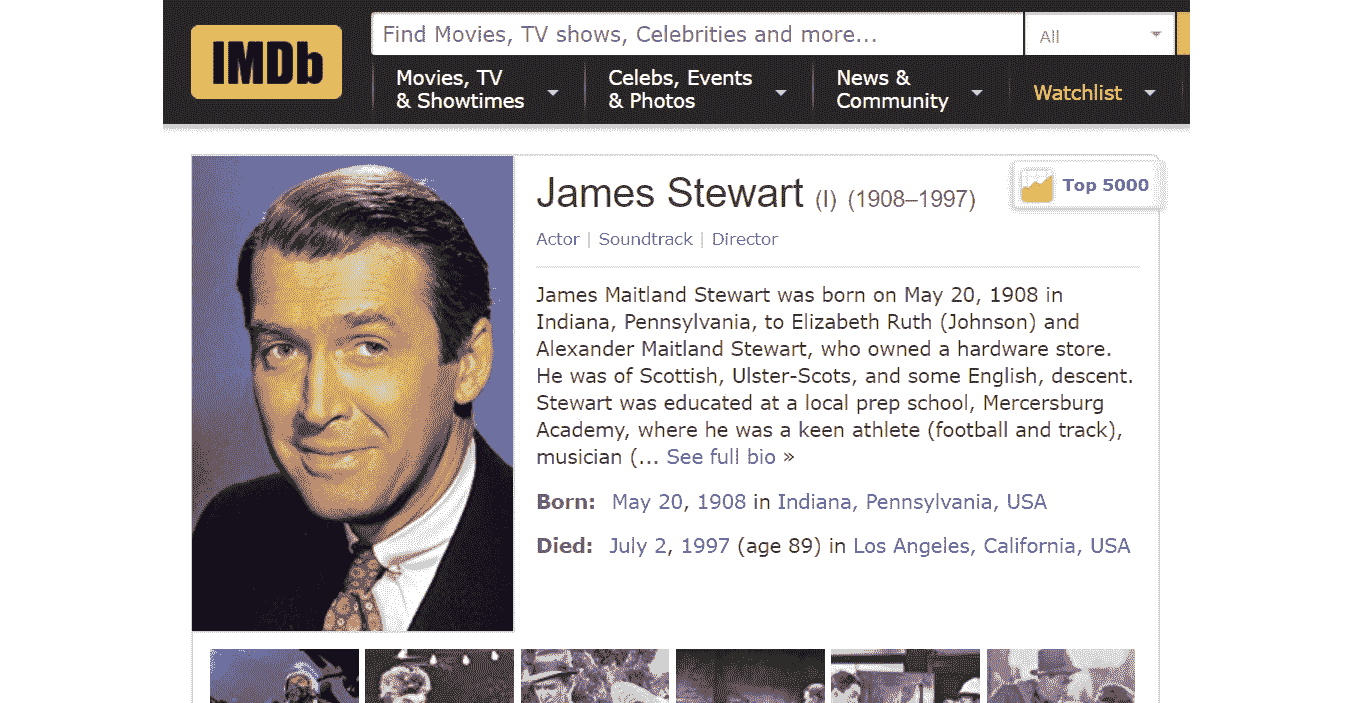 IMDb
Find Movies, TV shows, Celebrities and more...
All
Movies, TV
& Showtimes
Celebs, Events
& Photos
News &
Community
Watchlist
James Stewart (I) (1908–1997)
Top 5000
Actor | Soundtrack | Director
James Maitland Stewart was born on May 20, 1908 in
Indiana, Pennsylvania, to Elizabeth Ruth (Johnson) and
Alexander Maitland Stewart, who owned a hardware store.
He was of Scottish, Ulster-Scots, and some English, descent.
Stewart was educated at a local prep school, Mercersburg
Academy, where he was a keen athlete (football and track),
musician (... See full bio »
Born: May 20, 1908 in Indiana, Pennsylvania, USA
Died: July 2, 1997 (age 89) in Los Angeles, California, USA